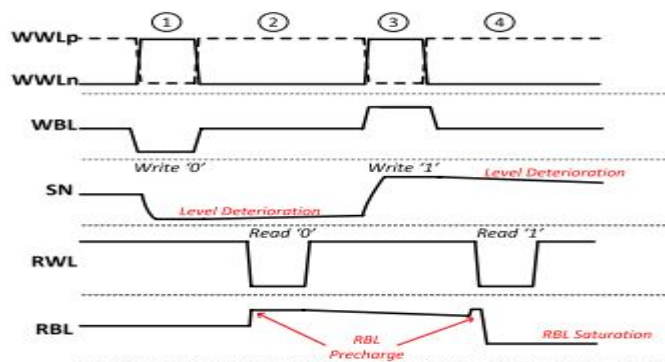 ① ② ③ ④
WWLp
WWLn
WBL
Write '0' Write '1'
Level Deterioration
SN
Level Deterioration
Read '0' Read '1'
RWL
RBL
RBL Saturation
RBL
Precharge